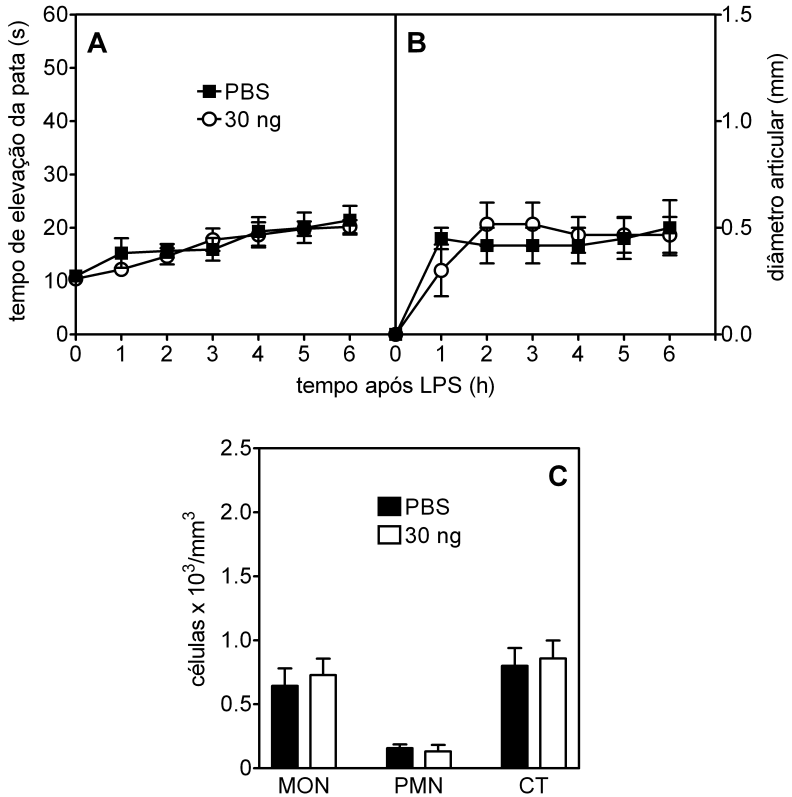 A
B
tempo de elevação da pata (s)
60
50
40
30
20
10
0
PBS
30 ng
1.5
1.0
0.5
0.0
diâmetro articular (mm)
0 1 2 3 4 5 6
0 1 2 3 4 5 6
tempo após LPS (h)
C
células x 10³/mm³
2.5
2.0
1.5
1.0
0.5
0
PBS
30 ng
MON PMN CT